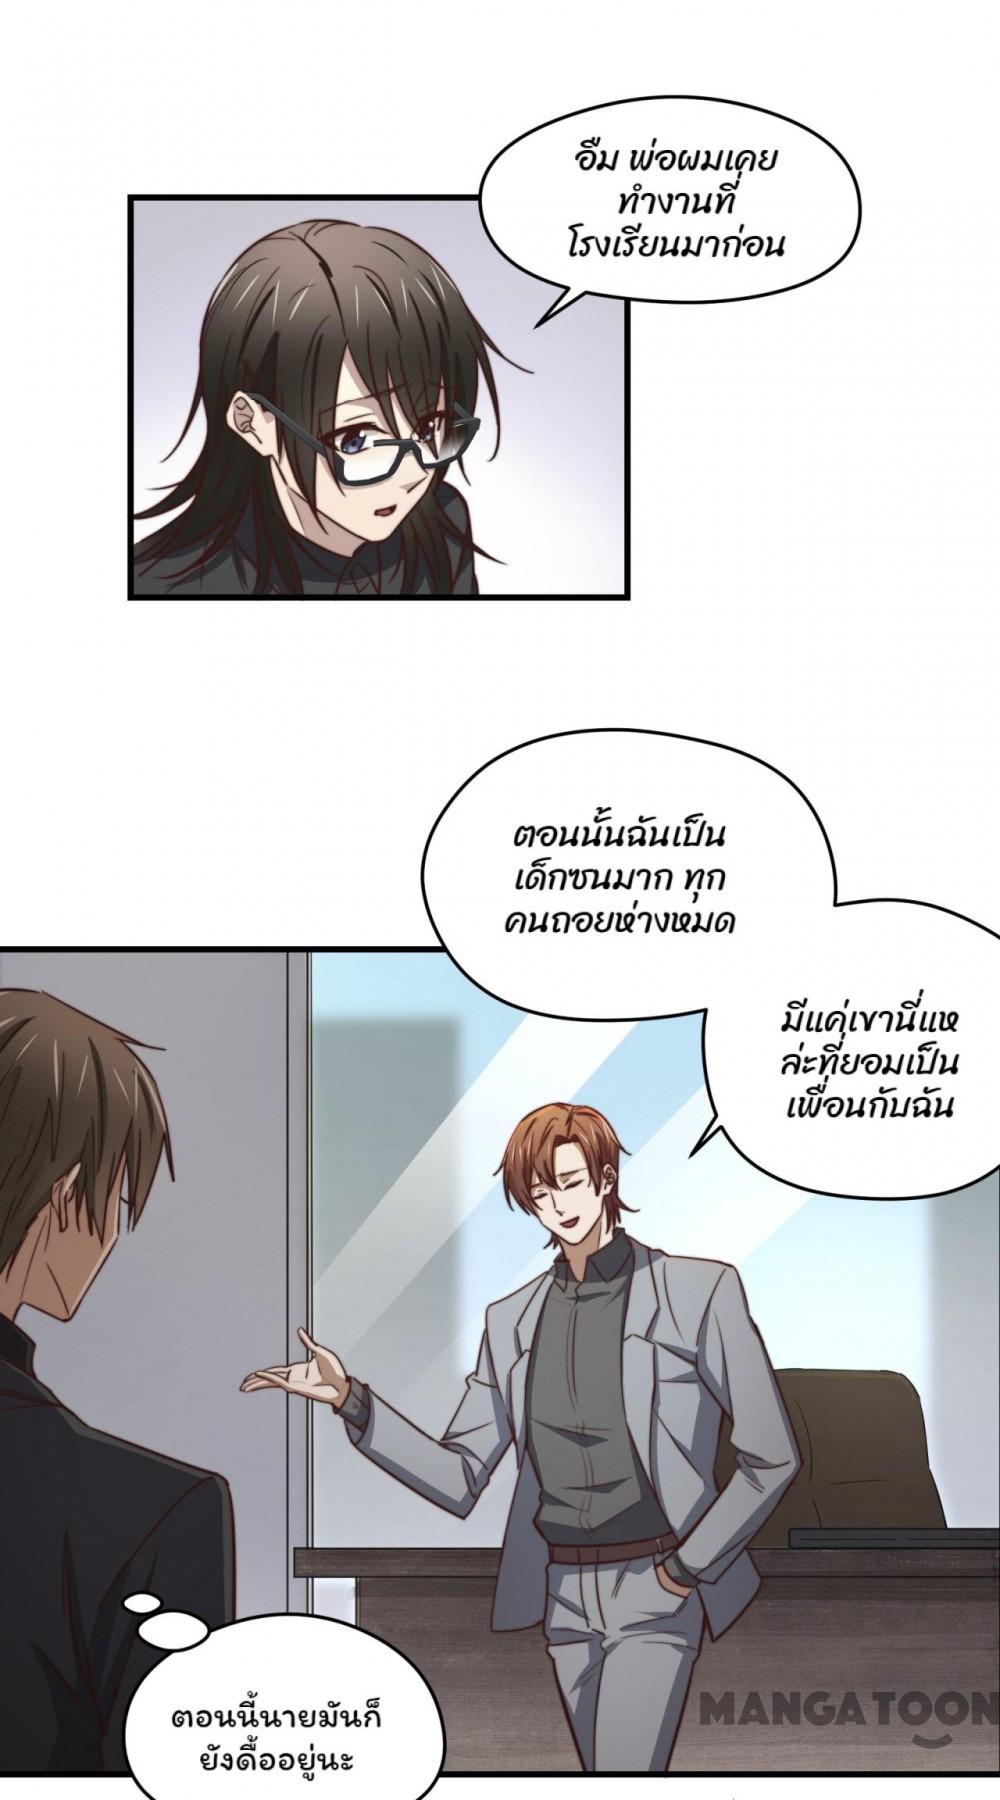 อืม พ่อผมเคย
ทำงานที่
โรงเรียนมาก่อน
ตอนนั้นฉันเป็น
เด็กซนมาก ทุก
คนถอยห่างหมด
มีแค่เขานี่แห
ล่ะที่ยอมเป็น
เพื่อนกับฉัน
ตอนนี้นายมันก็
ยังดื้ออยู่นะ
MANGATOON